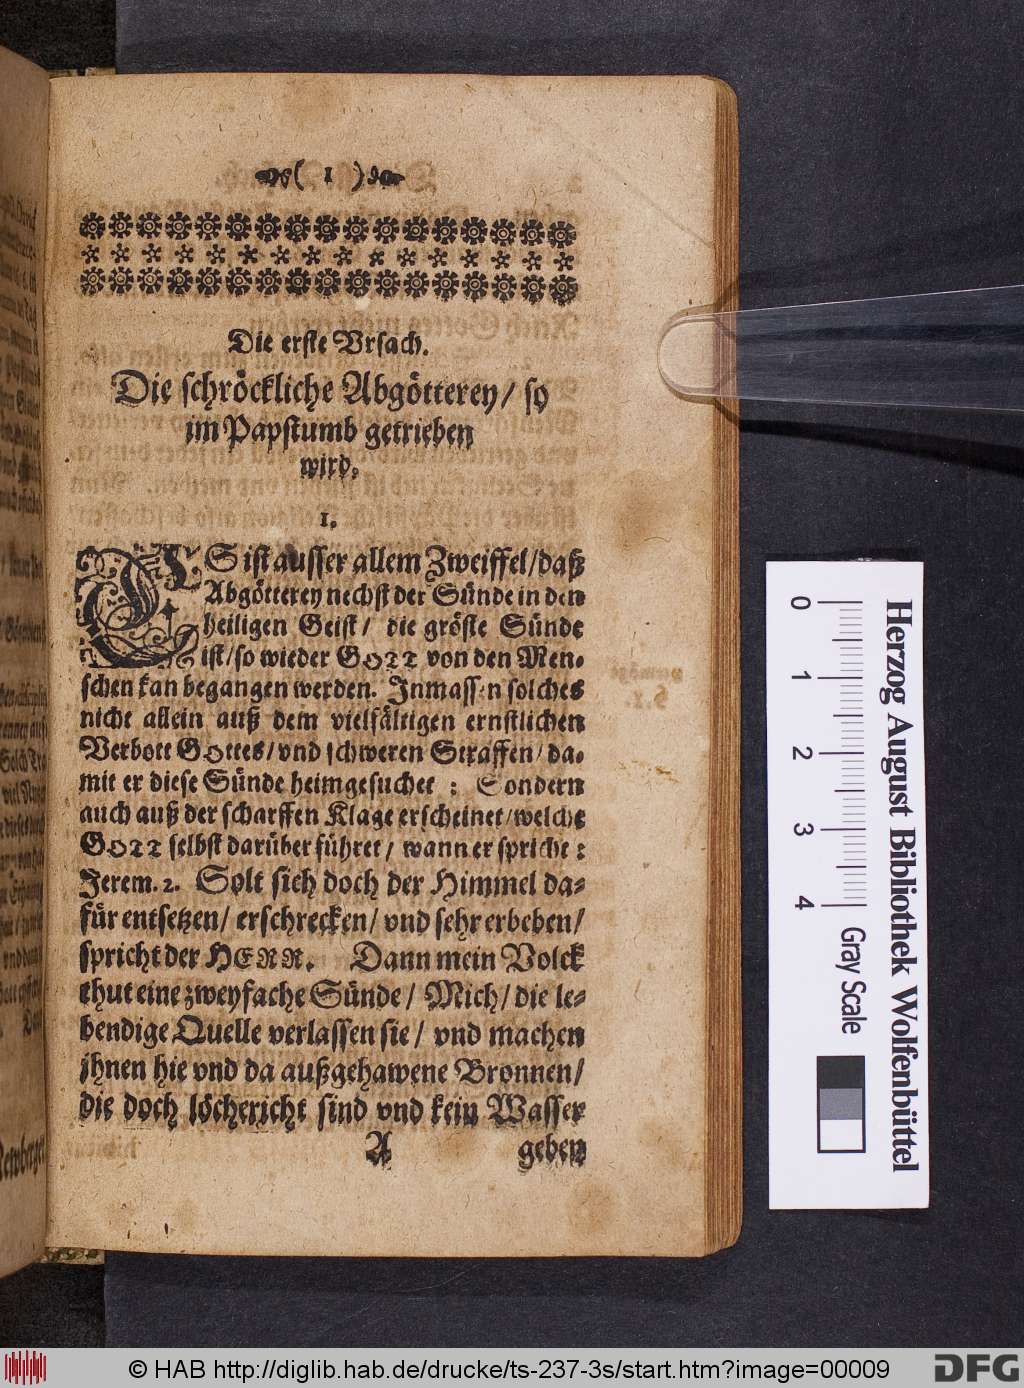 ( 1 )
Die erste Vrsach.
Die schröckliche Abgötterey/ so
im Papstumb getrieben
wird.
1.
ES ist ausser allem Zweiffel/ daß
Abgötterey nechst der Sünde in den
heiligen Geist/ die gröste Sünde
ist/ so wieder GOTT von den Men-
schen kan begangen werden. Inmassen solches
nicht allein auß dem vielfältigen ernstlichen
Verbott GOttes/ vnd schweren Straffen/ da-
mit er diese Sünde heimgesuchet : Sondern
auch auß der scharffen Klage erscheinet/ welche
GOTT selbst darüber führet/ wann er spricht :
Jerem. 2. Solt sich doch der Himmel da-
für entsetzen/ erschrecken/ vnd sehr erbeben/
spricht der HERR. Dann mein Volck
thut eine zweyfache Sünde/ Mich/ die le-
bendige Quelle verlassen sie/ vnd machen
ihnen hie vnd da außgehawene Bronnen/
die doch löchericht sind vnd kein Wasser
A geben
Herzog August Bibliothek Wolfenbüttel
0 1 2 3 4 Gray Scale
© HAB http://diglib.hab.de/drucke/ts-237-3s/start.htm?image=00009
DFG